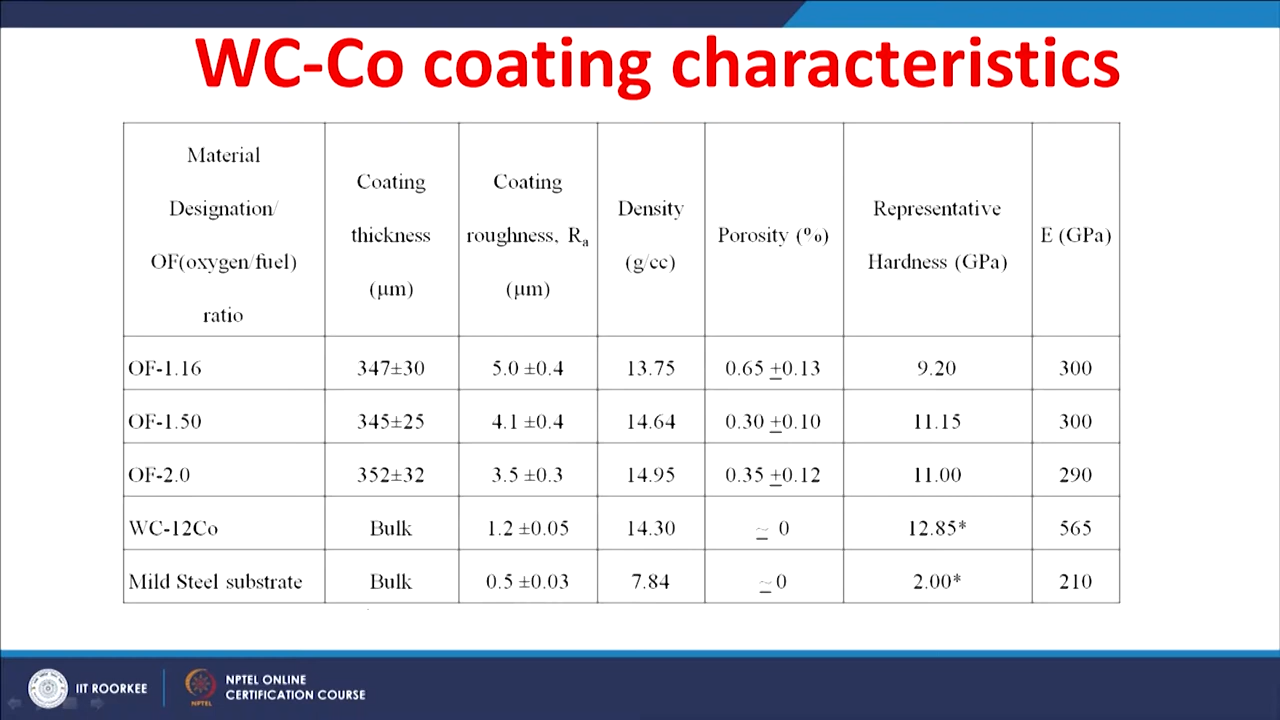 WC-Co coating characteristics
Material
Designation/
OF(oxygen/fuel)
ratio
Coating
thickness
(μm)
Coating
roughness, Ra
(μm)
Density
(g/cc)
Porosity (%)
Representative
Hardness (GPa)
E (GPa)
OF-1.16 347±30 5.0 ±0.4 13.75 0.65 ±0.13 9.20 300
OF-1.50 345±25 4.1 ±0.4 14.64 0.30 ±0.10 11.15 300
OF-2.0 352±32 3.5 ±0.3 14.95 0.35 ±0.12 11.00 290
WC-12Co Bulk 1.2 ±0.05 14.30 ≃ 0 12.85* 565
Mild Steel substrate Bulk 0.5 ±0.03 7.84 ≃0 2.00* 210
IIT ROORKEE
NPTEL
NPTEL ONLINE
CERTIFICATION COURSE